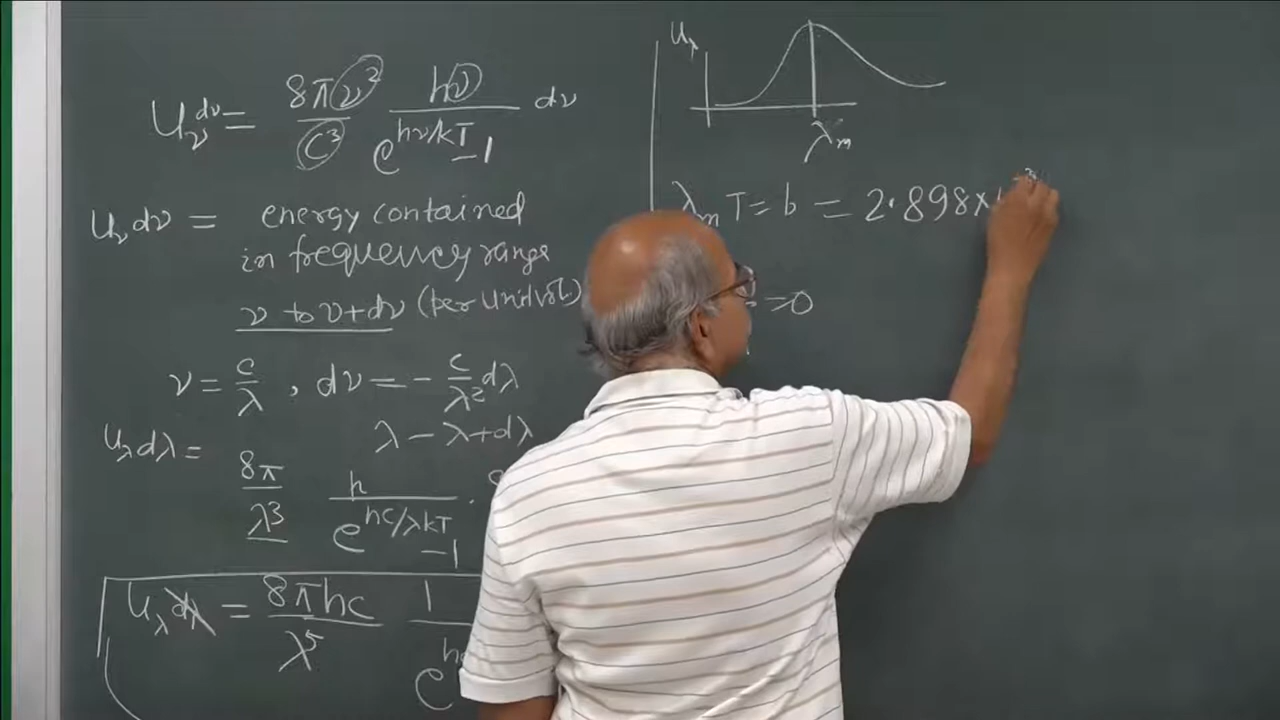 U_ν dν = 8πν²/c³ hν/(e^(hν/kT) − 1) dν
u_ν dν = energy contained
in frequency range
ν to ν+dν (per unit vol.)
ν = c/λ , dν = − c/λ² dλ
λ – λ+dλ
u_λ dλ =
8π/λ³ h/(e^(hc/λkT) − 1) .
u_λ dλ = 8πhc/λ⁵ 1
e^h
u_λ
λ_m
λ_m T = b = 2.898×
=0